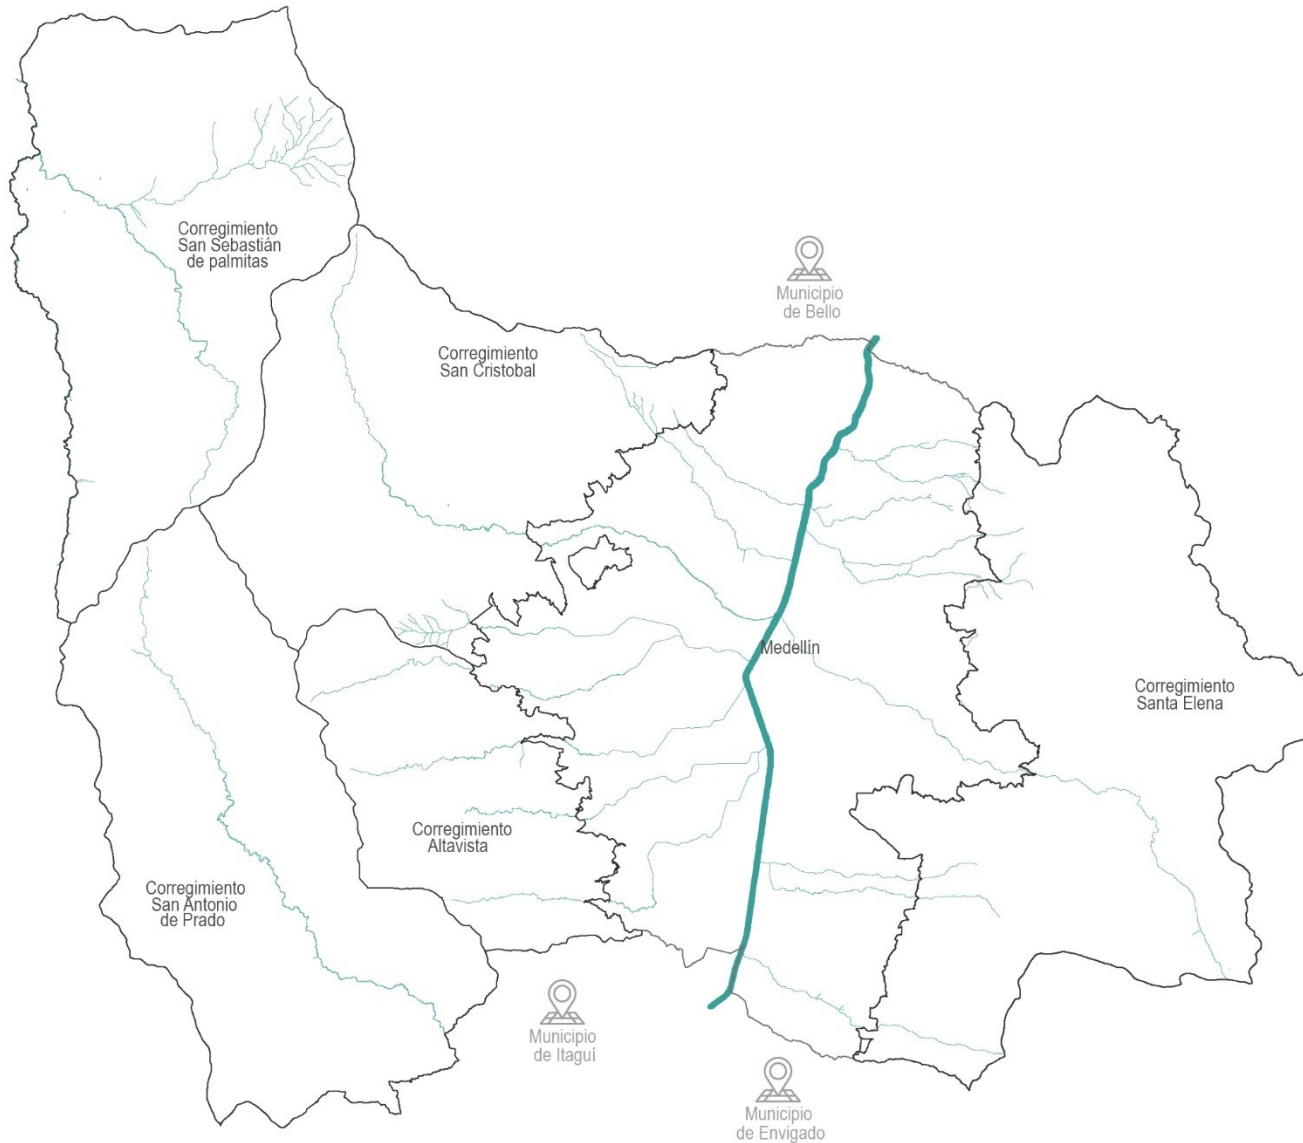 Corregimiento
San Sebastián
de palmitas
Municipio
de Bello
Corregimiento
San Cristobal
Medellín
Corregimiento
Santa Elena
Corregimiento
Altavista
Corregimiento
San Antonio
de Prado
Municipio
de Itaguí
Municipio
de Envigado